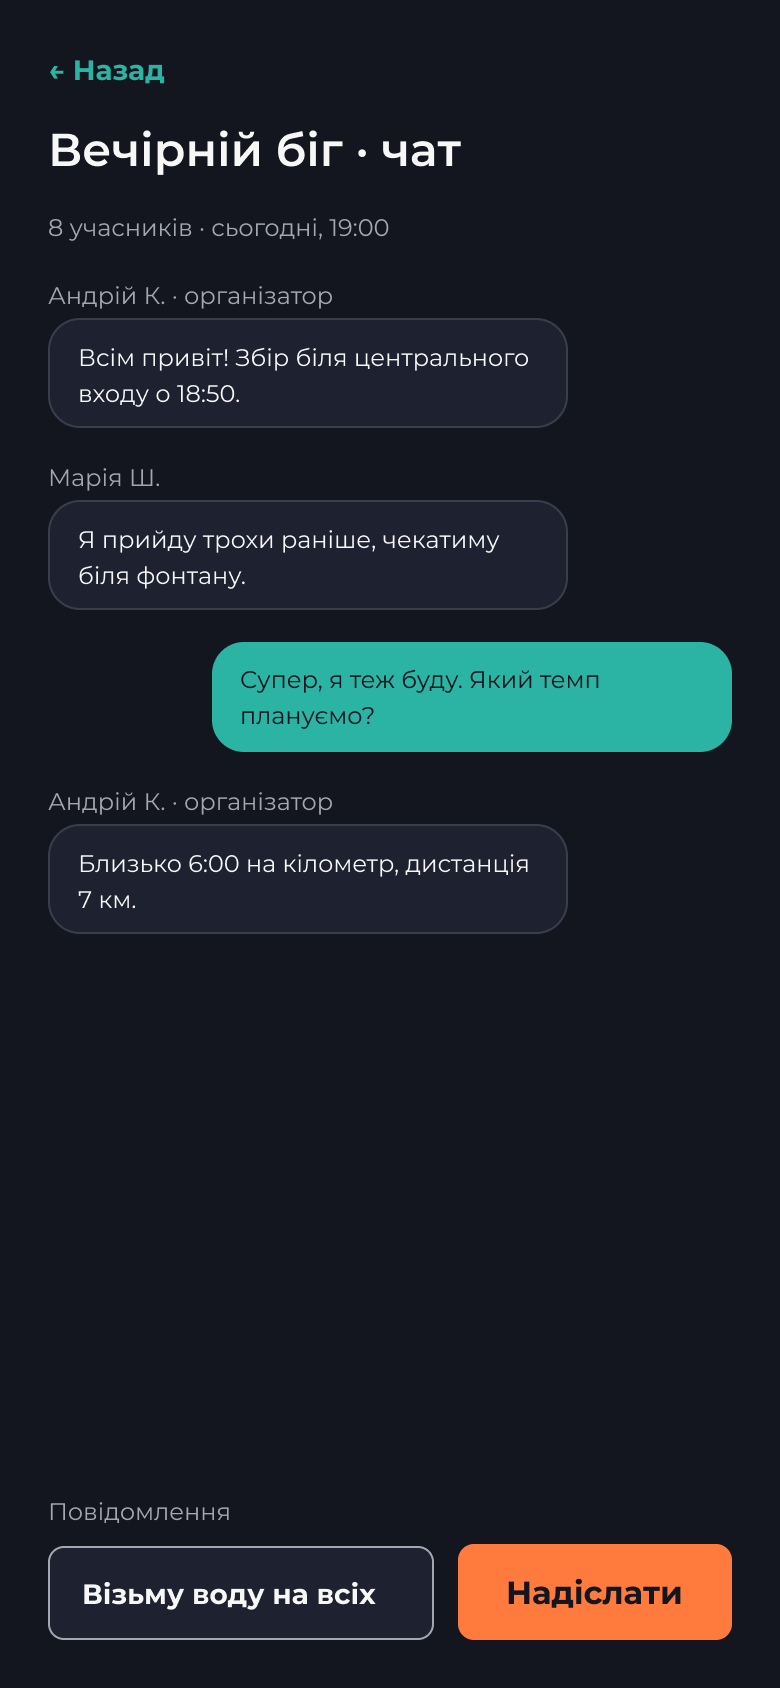 ← Назад
Вечірній біг · чат
8 учасників · сьогодні, 19:00
Андрій К. · організатор
Всім привіт! Збір біля центрального
входу о 18:50.
Марія Ш.
Я прийду трохи раніше, чекатиму
біля фонтану.
Супер, я теж буду. Який темп
плануємо?
Андрій К. · організатор
Близько 6:00 на кілометр, дистанція
7 км.
Повідомлення
Візьму воду на всіх
Надіслати